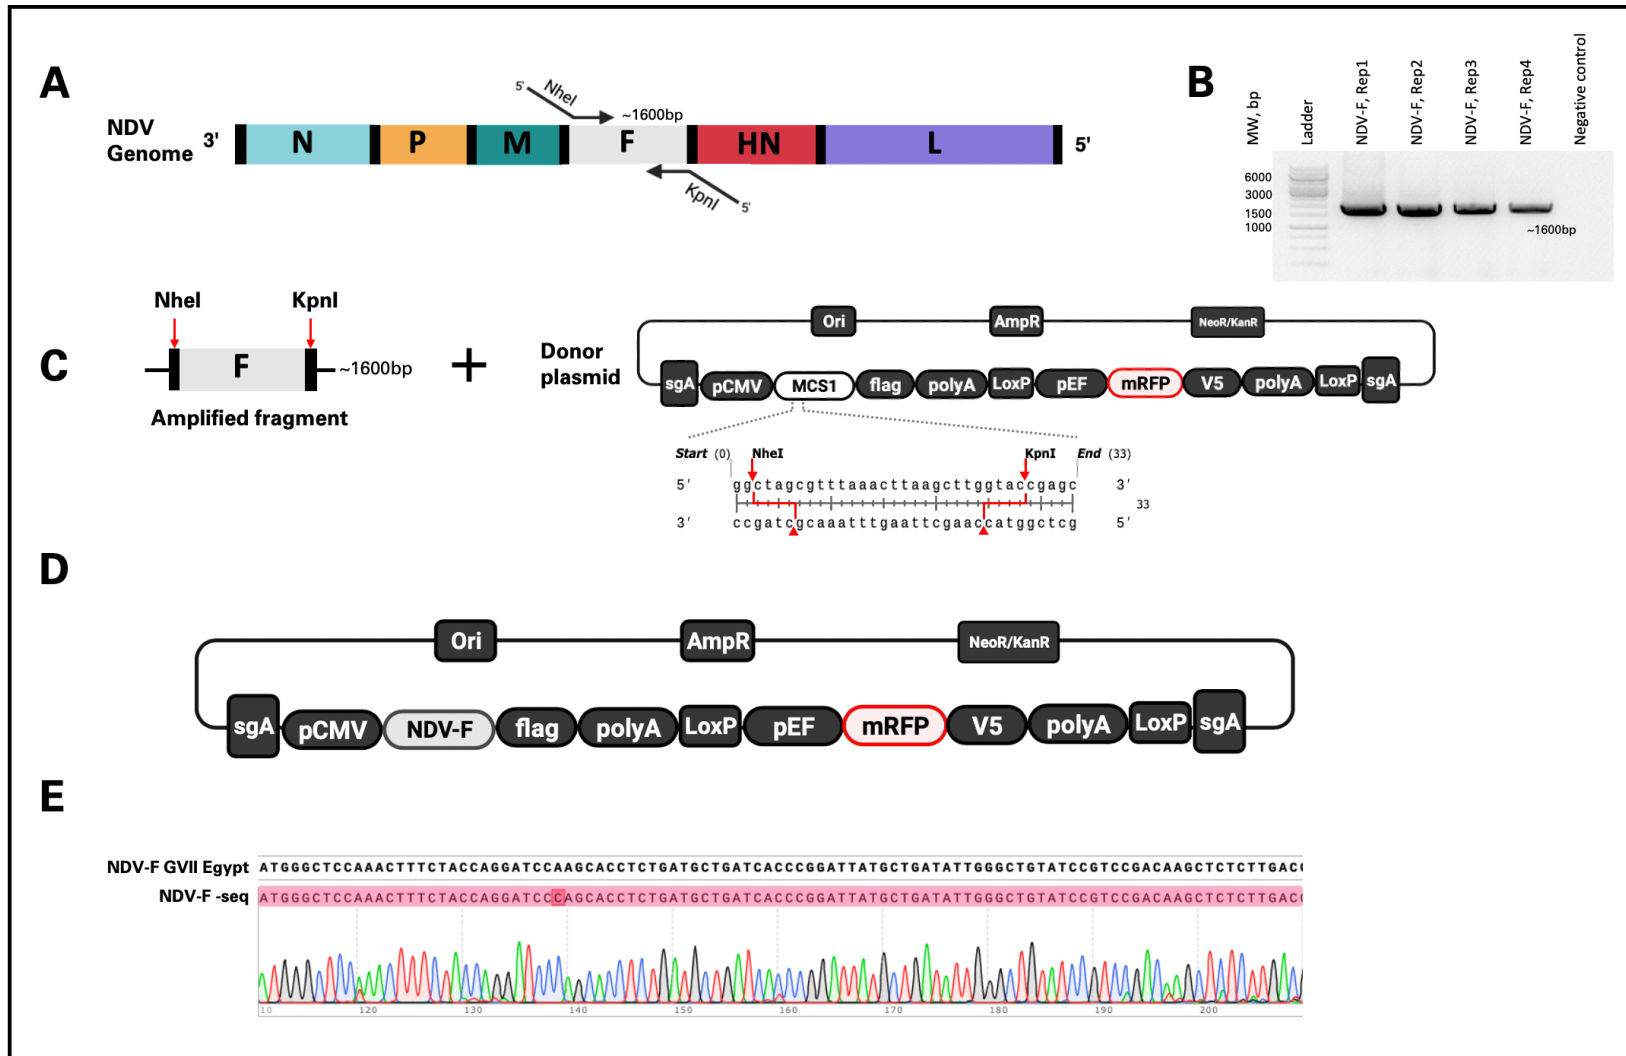 A
NDV Genome
3'
N
P
M
F
HN
L
5'
5'
NheI
~1600bp
KpnI
5'
B
MW, bp
Ladder
NDV-F, Rep1
NDV-F, Rep2
NDV-F, Rep3
NDV-F, Rep4
Negative control
6000
3000
1500
1000
~1600bp
C
NheI
KpnI
F
~1600bp
Amplified fragment
+
Donor plasmid
Ori
AmpR
NeoR/KanR
sgA
pCMV
MCS1
flag
polyA
LoxP
pEF
mRFP
V5
polyA
LoxP
sgA
Start (0)
NheI
KpnI
End (33)
5' ggctagcgtttaaacttaagcttggtaccgagc 3'
33
3' ccgatcgcaaatttgaattcgaaccatggctcg 5'
D
Ori
AmpR
NeoR/KanR
sgA
pCMV
NDV-F
flag
polyA
LoxP
pEF
mRFP
V5
polyA
LoxP
sgA
E
NDV-F GVII Egypt ATGGGCTCCAAACTTTCTACCAGGATCCAAGCACCTCTGATGCTGATCACCCGGATTATGCTGATATTGGGCTGTATCCGTCCGACAAGCTCTCTTGAC
NDV-F -seq ATGGGCTCCAAACTTTCTACCAGGATCCCAGCACCTCTGATGCTGATCACCCGGATTATGCTGATATTGGGCTGTATCCGTCCGACAAGCTCTCTTGAC
10 120 130 140 150 160 170 180 190 200